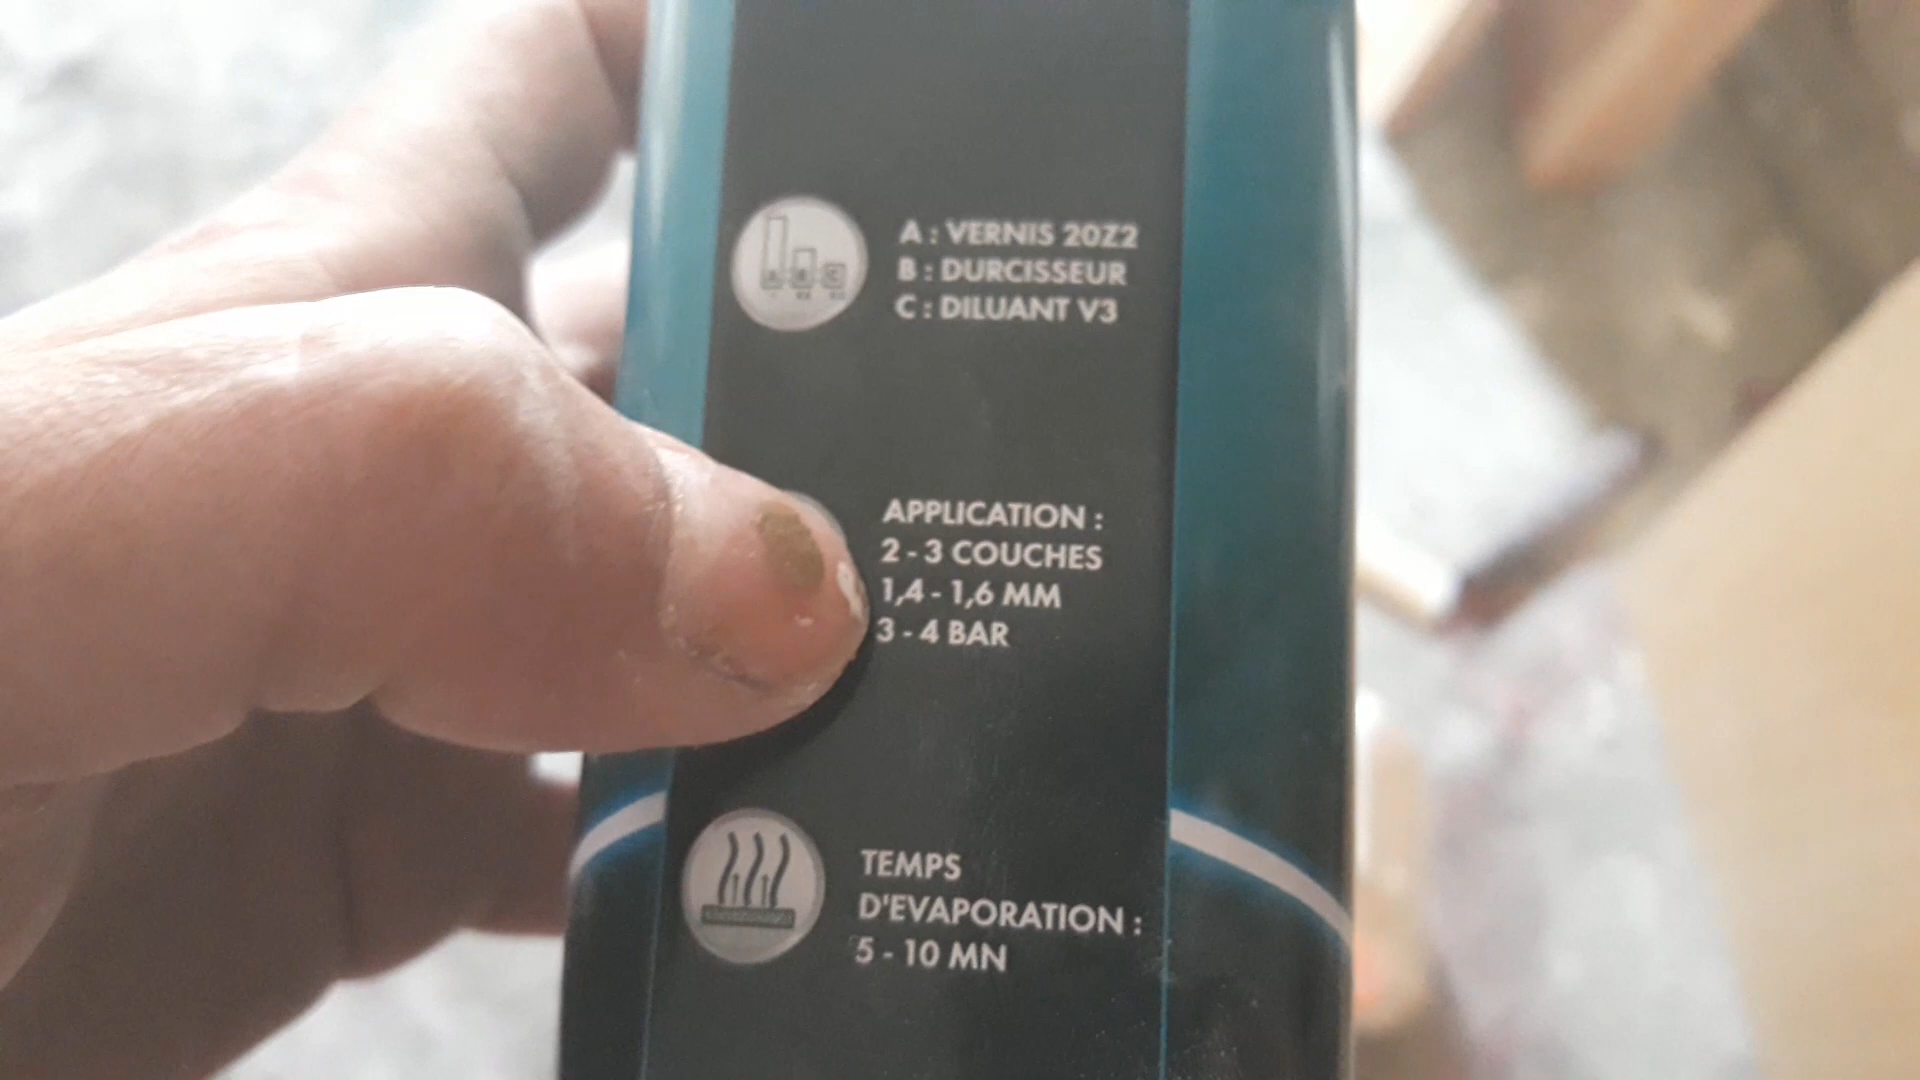 A : VERNIS 20Z2
B : DURCISSEUR
C : DILUANT V3
APPLICATION :
2 - 3 COUCHES
1,4 - 1,6 MM
3 - 4 BAR
TEMPS
D'EVAPORATION :
5 - 10 MN